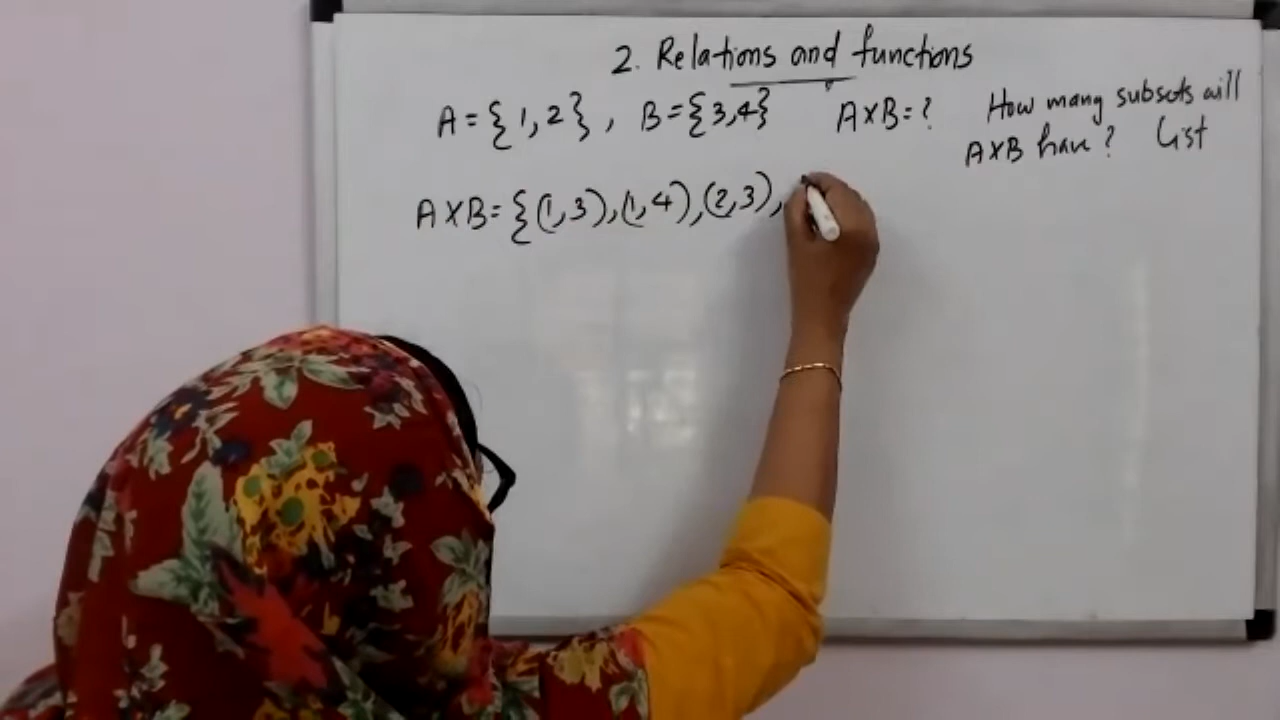 2. Relations and functions
A = {1,2}, B = {3,4} A×B = ? How many subsets will
A×B have? List
A×B = {(1,3),(1,4),(2,3),